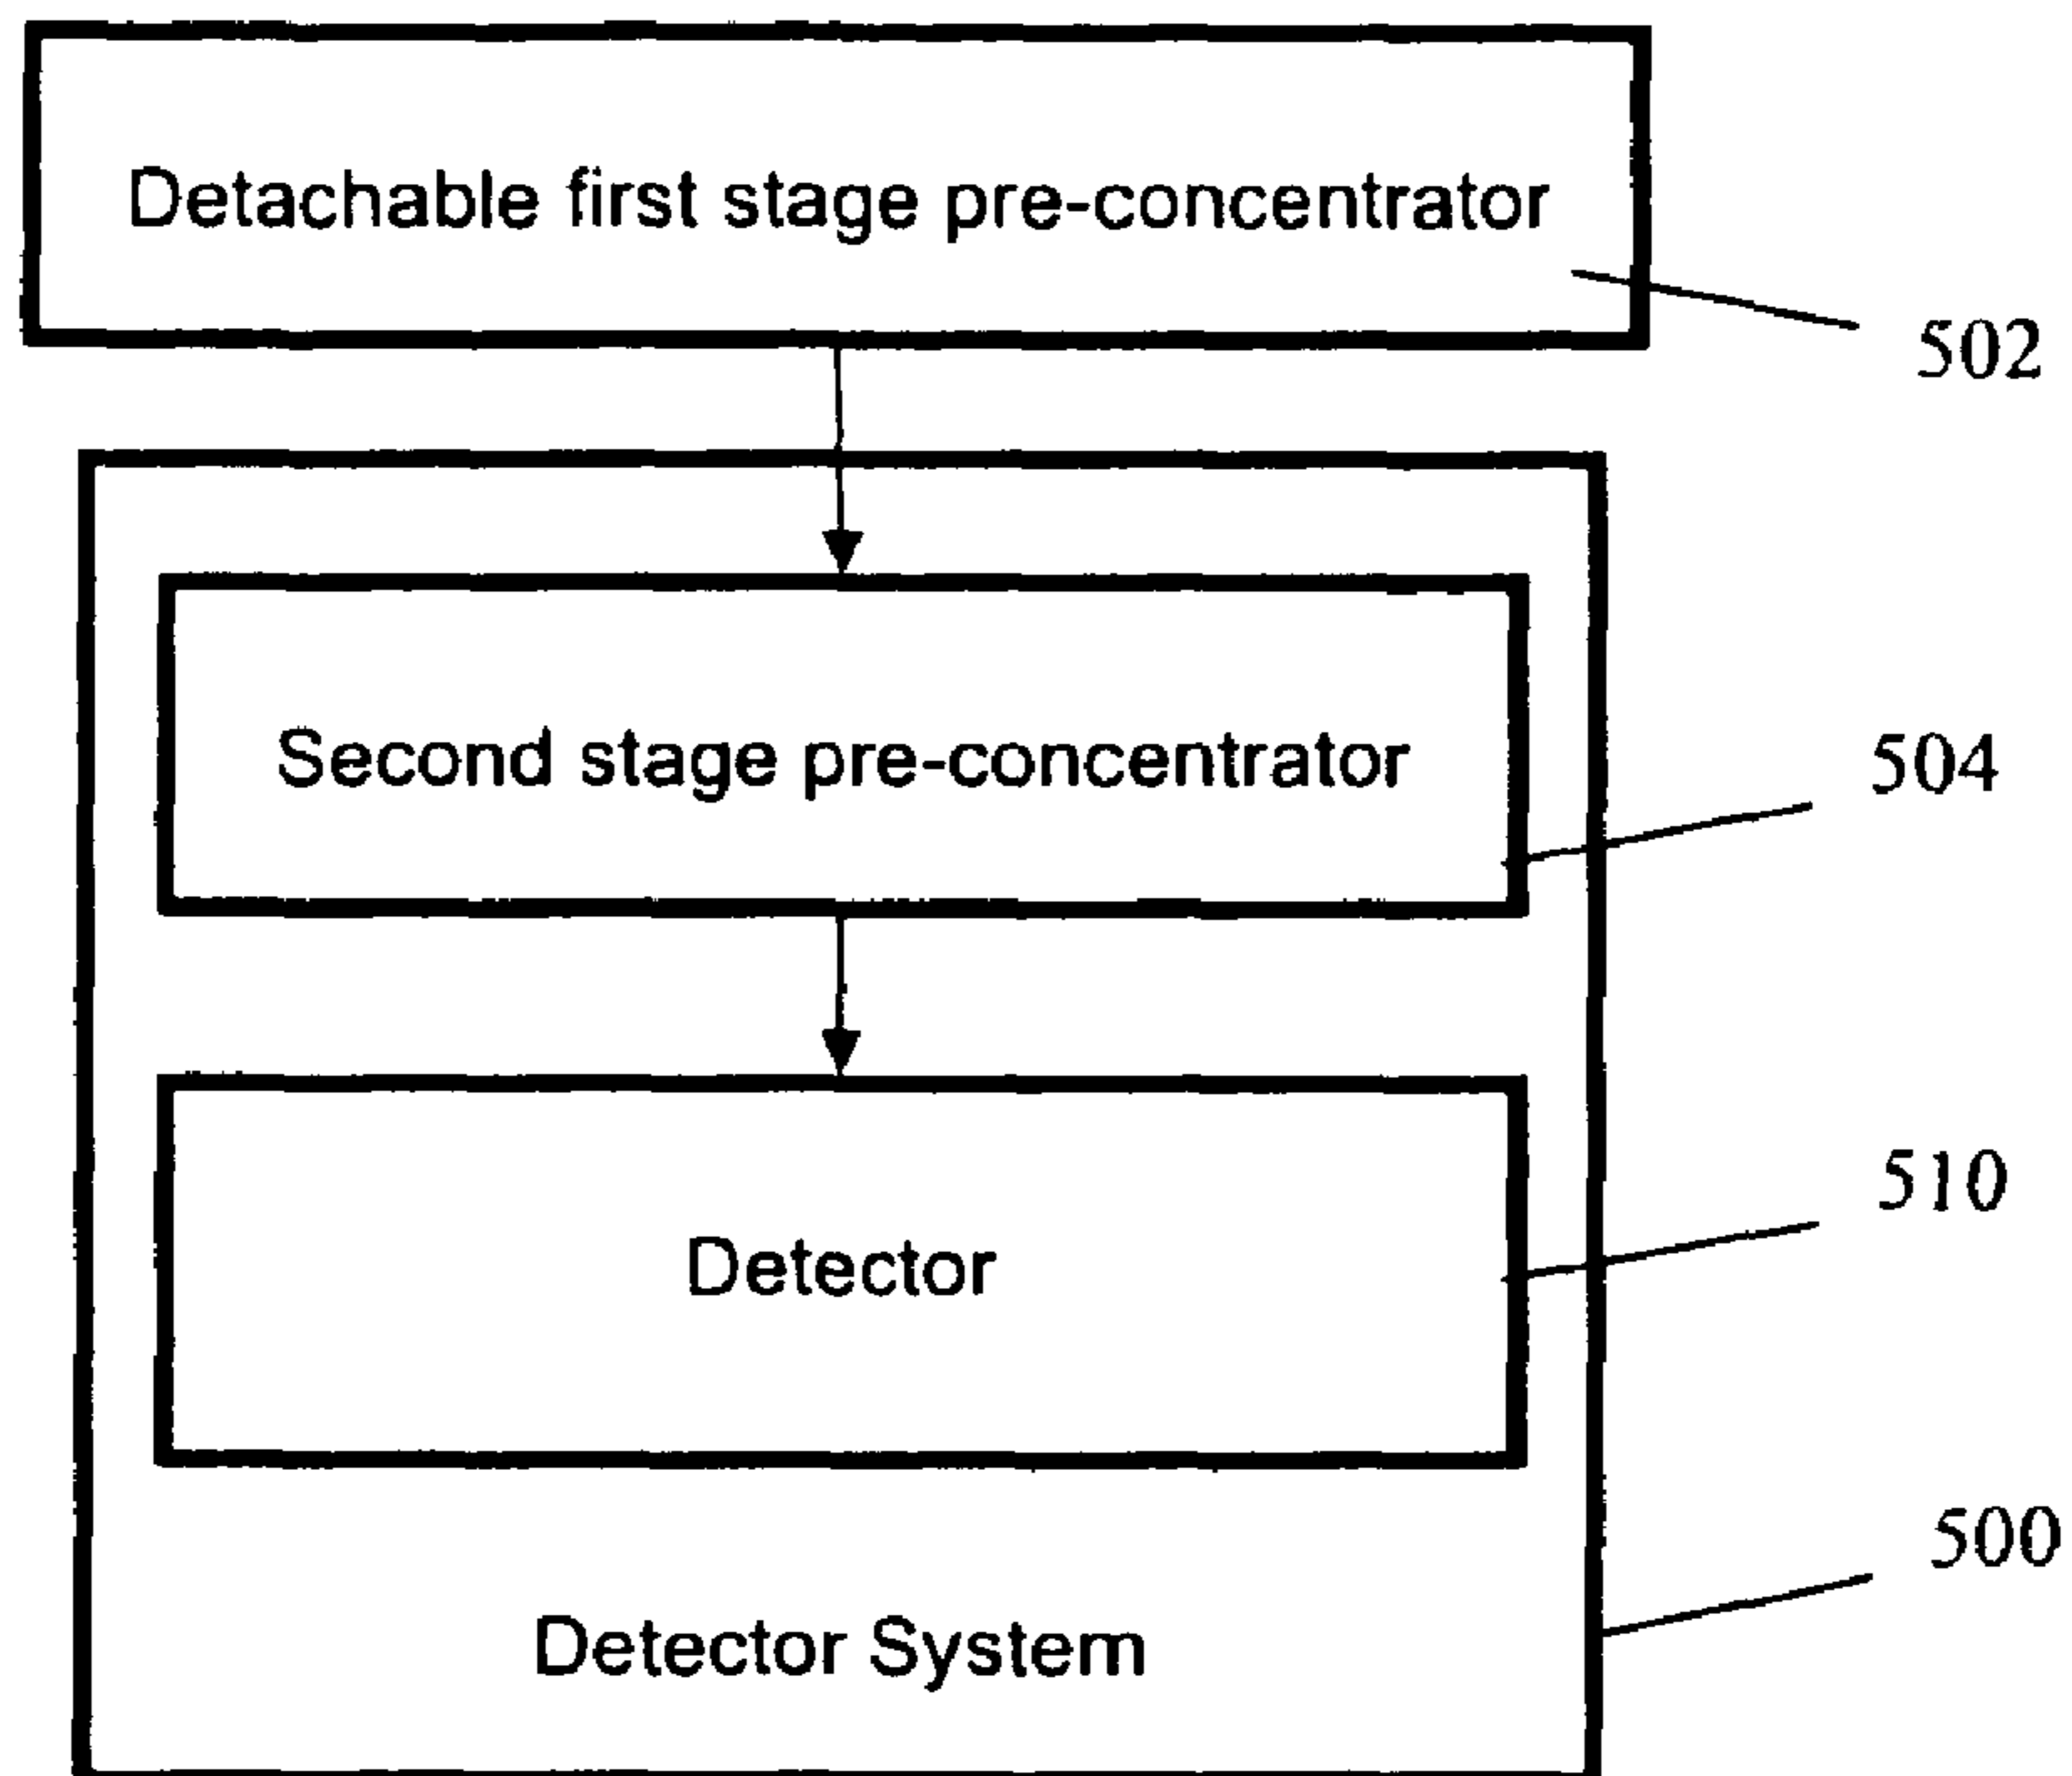 Detachable first stage pre-concentrator
502
Second stage pre-concentrator
504
510
Detector
500
Detector System